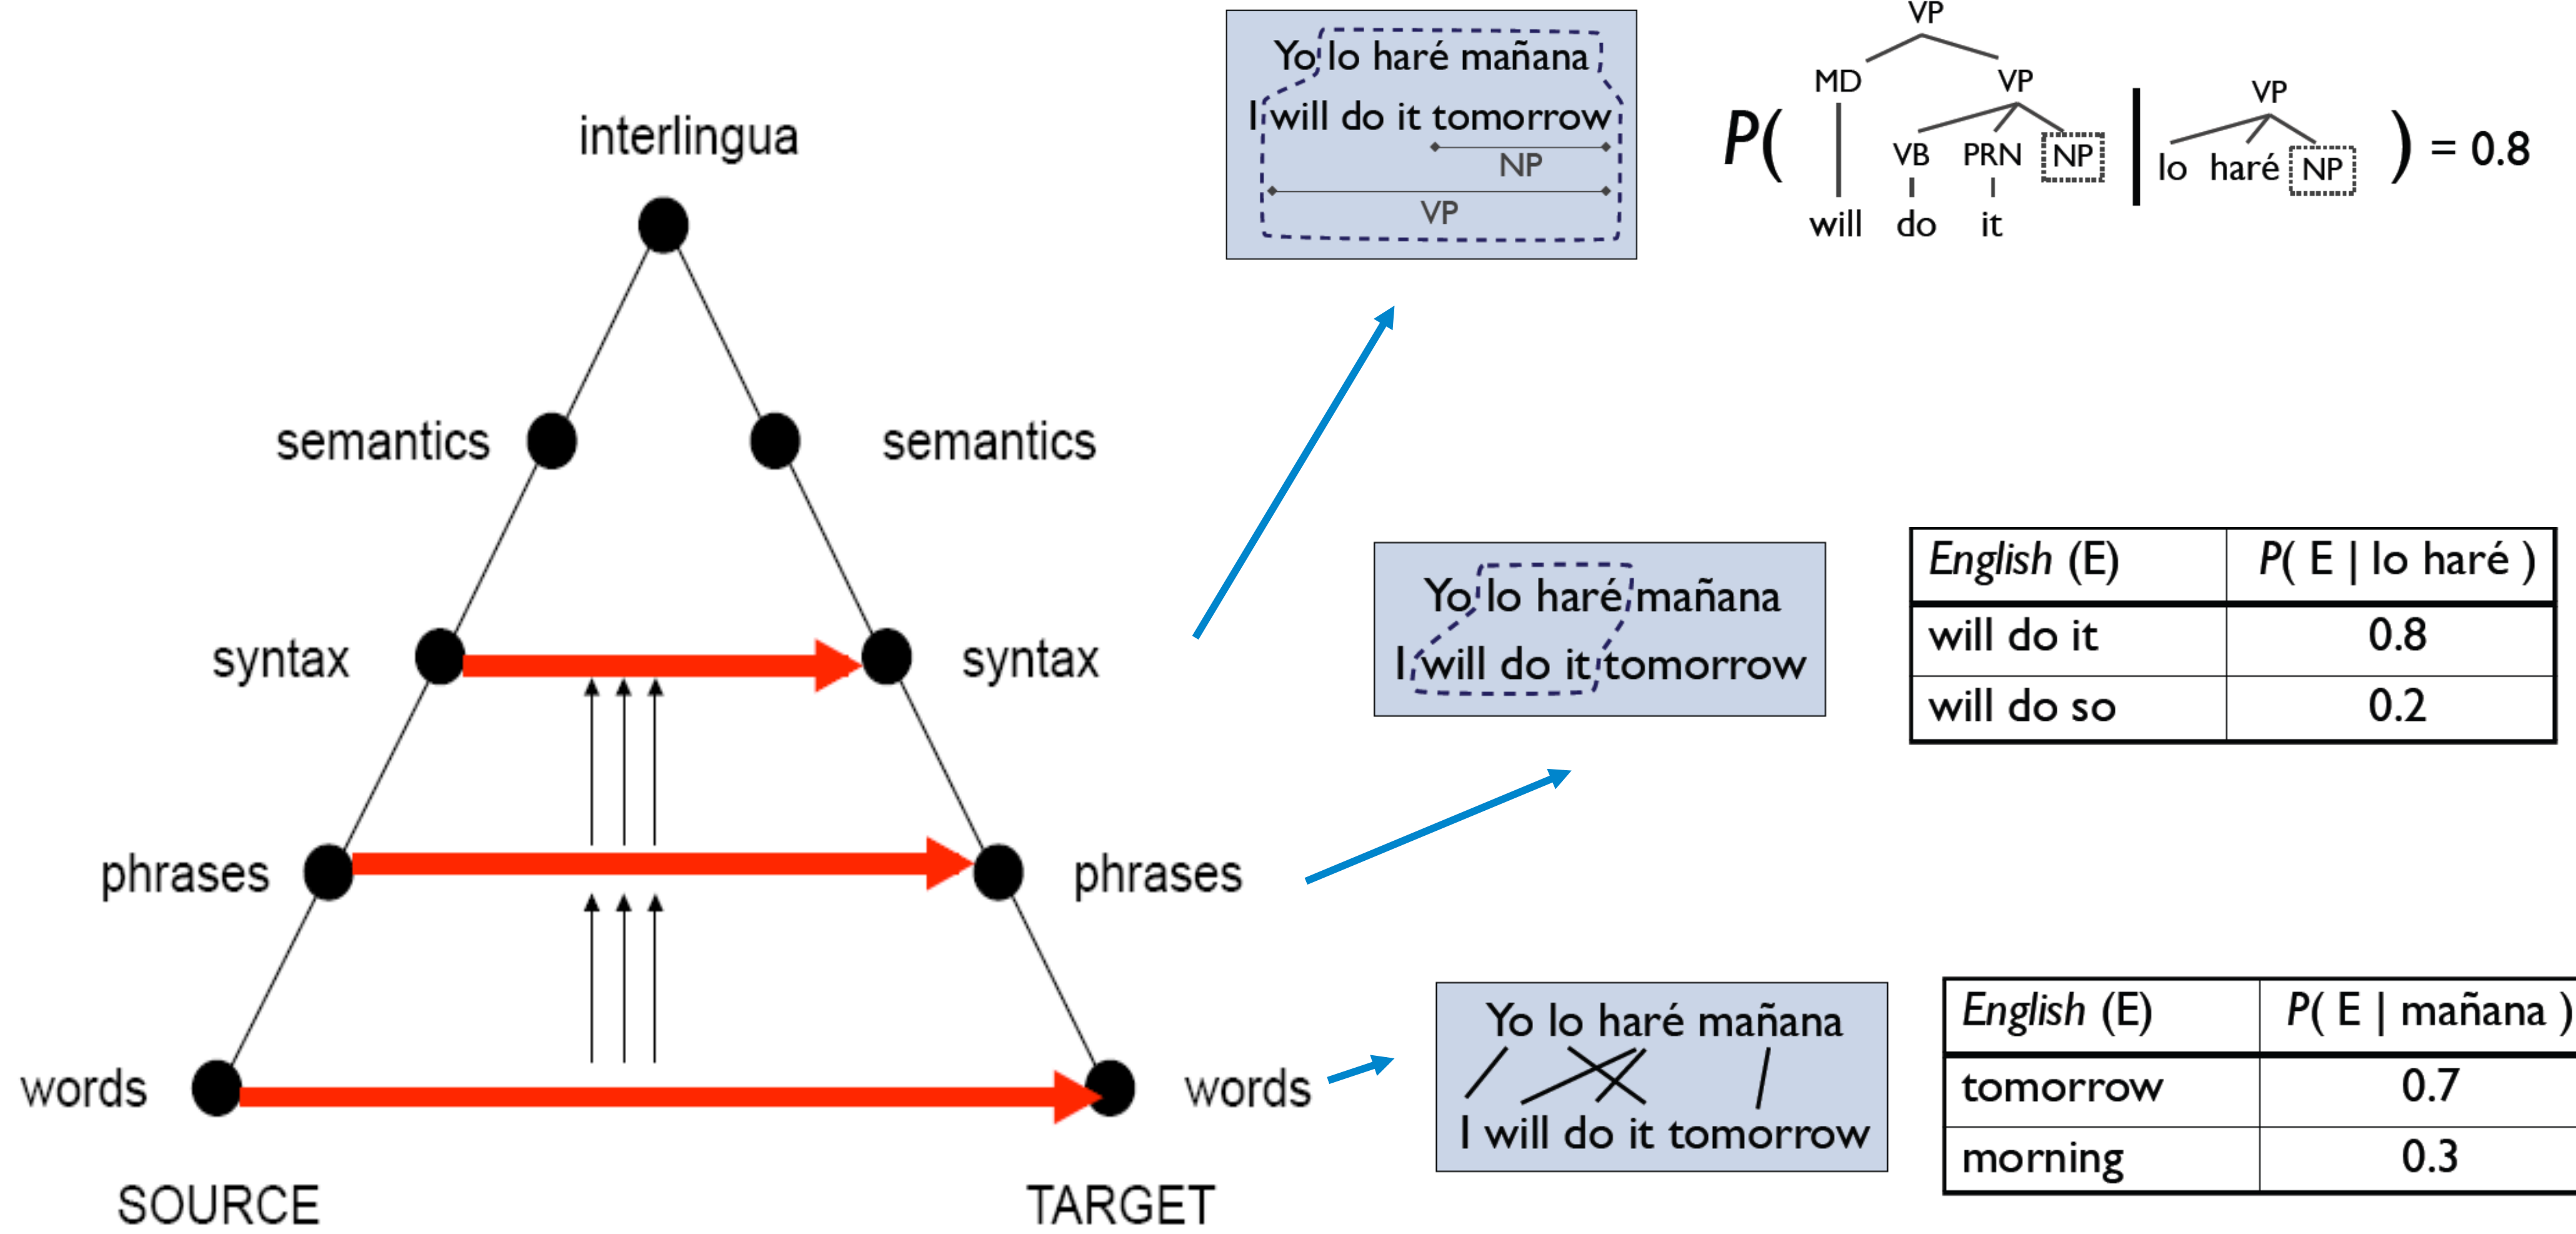 interlingua
semantics
semantics
syntax
syntax
phrases
phrases
words
words
SOURCE
TARGET
Yo lo haré mañana
I will do it tomorrow
NP
VP
VP
MD VP
VP
P( | ) = 0.8
VB PRN NP
lo haré NP
will do it
Yo lo haré mañana
I will do it tomorrow
English (E) P( E | lo haré )
will do it 0.8
will do so 0.2
Yo lo haré mañana
I will do it tomorrow
English (E) P( E | mañana )
tomorrow 0.7
morning 0.3